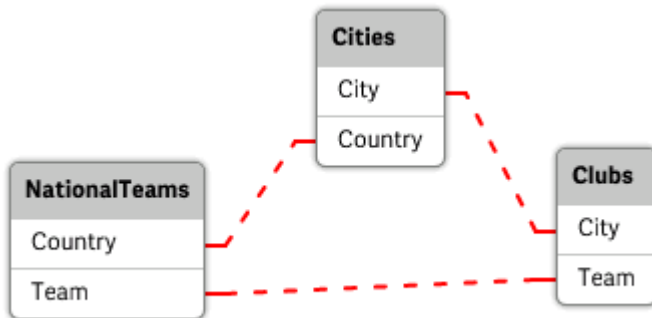 Cities
City
Country
NationalTeams
Country
Team
Clubs
City
Team